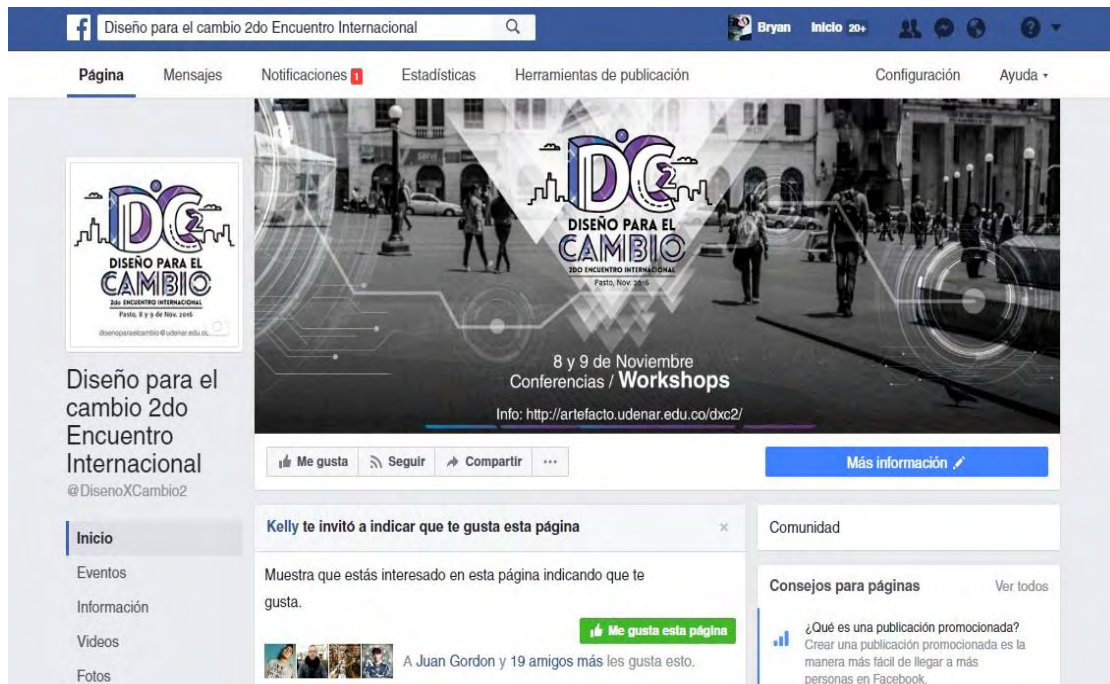 Diseño para el cambio 2do Encuentro Internacional
Bryan Inicio 20+
Página Mensajes Notificaciones 1 Estadísticas Herramientas de publicación Configuración Ayuda
DC2
DISEÑO PARA EL
CAMBIO
2do ENCUENTRO INTERNACIONAL
Pasto, 8 y 9 de Nov. 2016
disenoparaelcambio@udenar.edu.co
DC2
DISEÑO PARA EL
CAMBIO
2DO ENCUENTRO INTERNACIONAL
Pasto, Nov. 2016
8 y 9 de Noviembre
Conferencias / Workshops
Info: http://artefacto.udenar.edu.co/dxc2/
Diseño para el
cambio 2do
Encuentro
Internacional
@DisenoXCambio2
Me gusta Seguir Compartir ...
Más información
Inicio
Eventos
Información
Videos
Fotos
Kelly te invitó a indicar que te gusta esta página
Muestra que estás interesado en esta página indicando que te
gusta.
Me gusta esta página
A Juan Gordon y 19 amigos más les gusta esto.
Comunidad
Consejos para páginas Ver todos
¿Qué es una publicación promocionada?
Crear una publicación promocionada es la
manera más fácil de llegar a más
personas en Facebook.